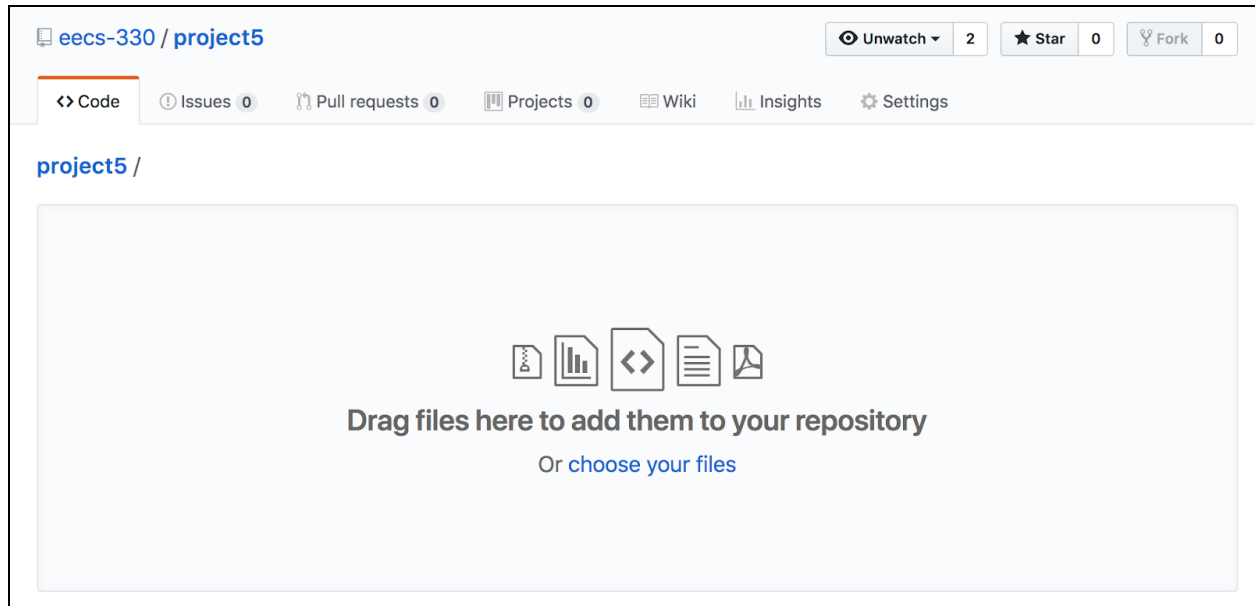 eecs-330 / project5
Unwatch 2 Star 0 Fork 0
<> Code Issues 0 Pull requests 0 Projects 0 Wiki Insights Settings
project5 /
Drag files here to add them to your repository
Or choose your files